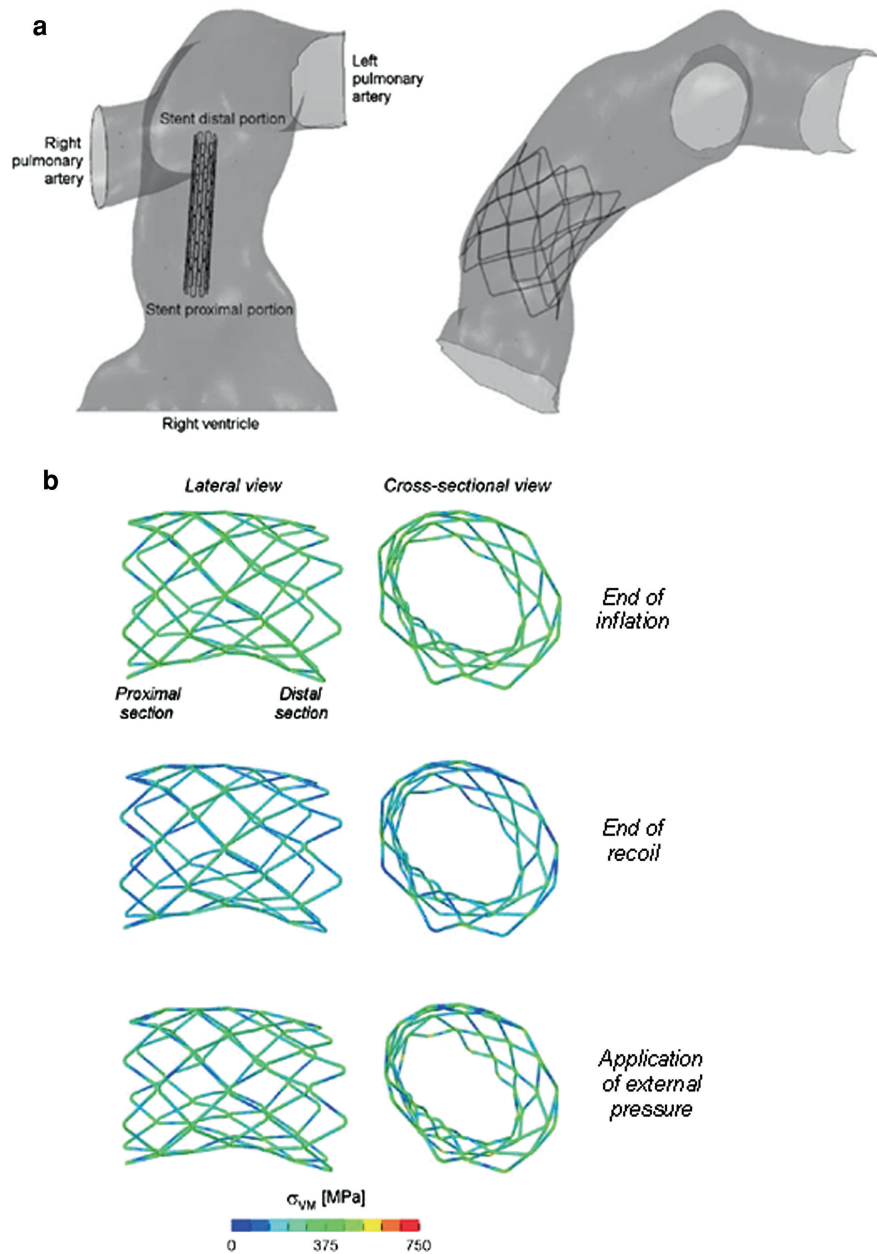 a
Left
pulmonary
artery
Stent distal portion
Right
pulmonary
artery
Stent proximal portion
Right ventricle
b
Lateral view
Cross-sectional view
End of
inflation
Proximal
section
Distal
section
End of
recoil
Application
of external
pressure
σVM [MPa]
0
375
750